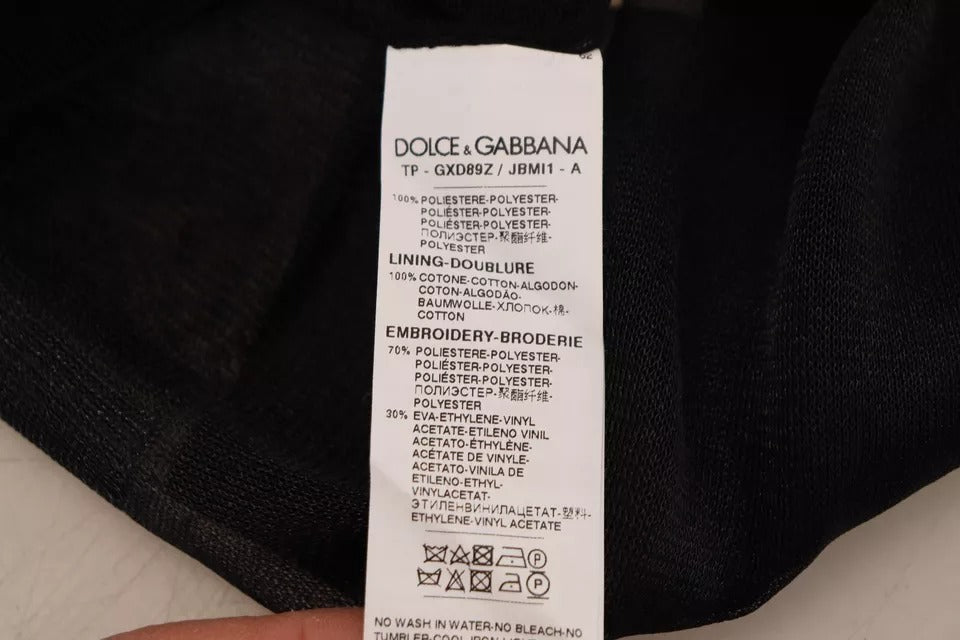 62
DOLCE & GABBANA
TP - GXD89Z / JBMI1 - A
100% POLIESTERE-POLYESTER-
POLIÉSTER-POLYESTER-
POLIÉSTER-POLYESTER-
ПОЛИЭСТЕР-聚酯纤维-
POLYESTER
LINING-DOUBLURE
100% COTONE-COTTON-ALGODON-
COTON-ALGODÃO-
BAUMWOLLE-ХЛОПОК-棉-
COTTON
EMBROIDERY-BRODERIE
70% POLIESTERE-POLYESTER-
POLIÉSTER-POLYESTER-
POLIÉSTER-POLYESTER-
ПОЛИЭСТЕР-聚酯纤维-
POLYESTER
30% EVA-ETHYLENE-VINYL
ACETATE-ETILENO VINIL
ACETATO-ÉTHYLÈNE-
ACÉTATE DE VINYLE-
ACETATO-VINILA DE
ETILENO-ETHYL-
VINYLACETAT-
ЭТИЛЕНВИНИЛАЦЕТАТ-塑料-
ETHYLENE-VINYL ACETATE
NO WASH IN WATER-NO BLEACH-NO
TUMBLER-COOL IRON-